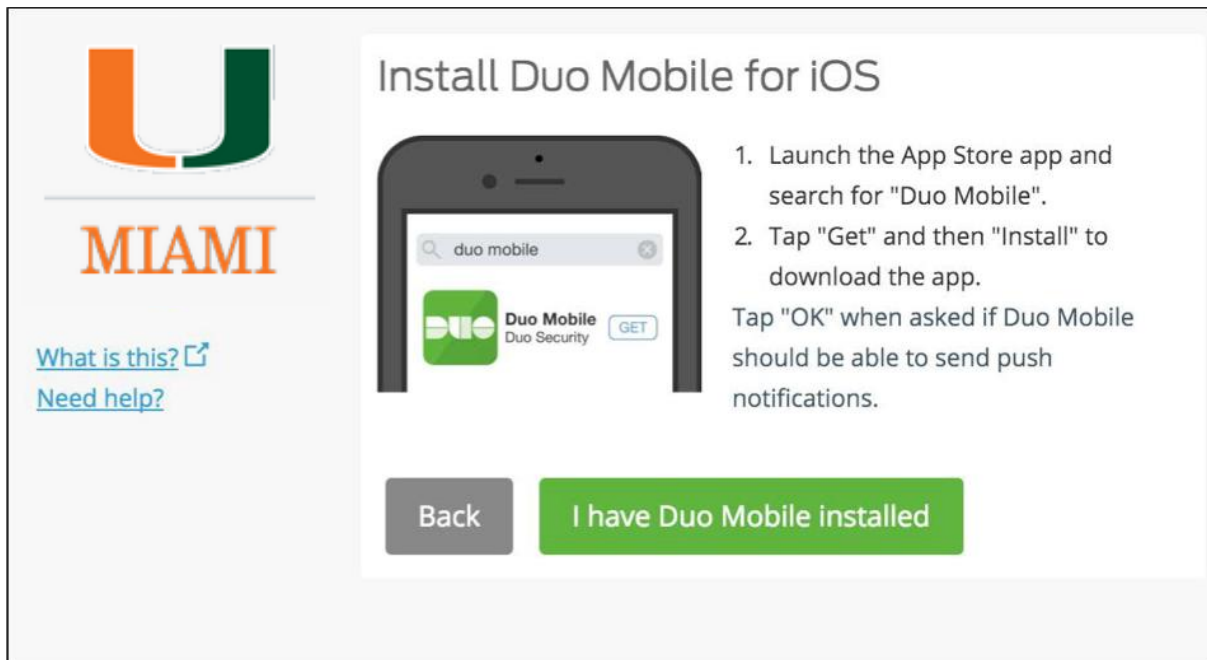 U
MIAMI
What is this?
Need help?
Install Duo Mobile for iOS
duo mobile
DUO
Duo Mobile
Duo Security
GET
1. Launch the App Store app and
search for "Duo Mobile".
2. Tap "Get" and then "Install" to
download the app.
Tap "OK" when asked if Duo Mobile
should be able to send push
notifications.
Back
I have Duo Mobile installed